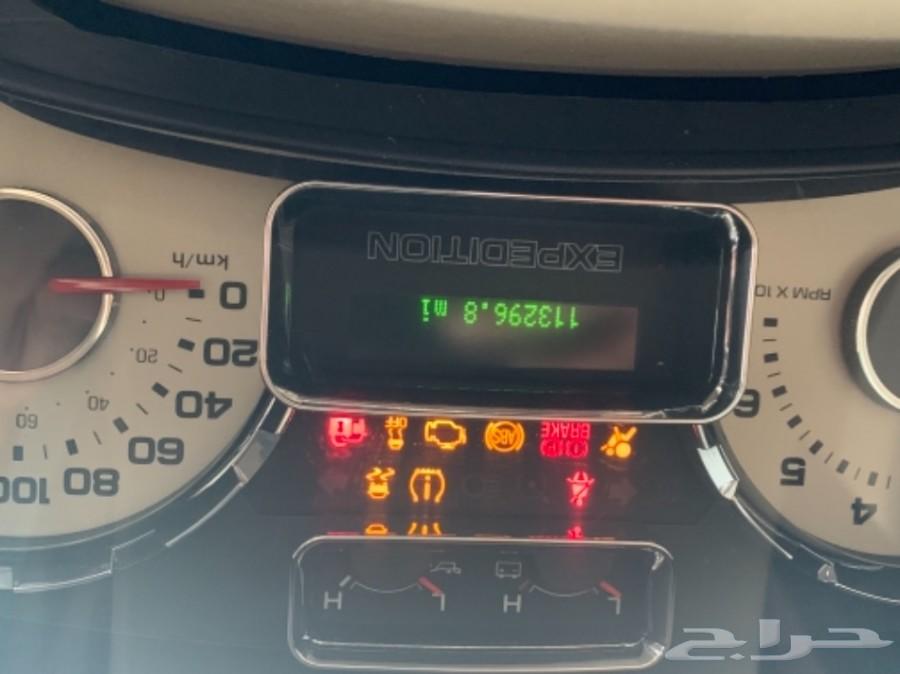 EXPEDITION
113296.8 mi
km/h
0
0
20
20
40
40
60
60
80
100
RPM X 10
6
5
4
OFF
ABS
BRAKE
H
L
H
L
حراج